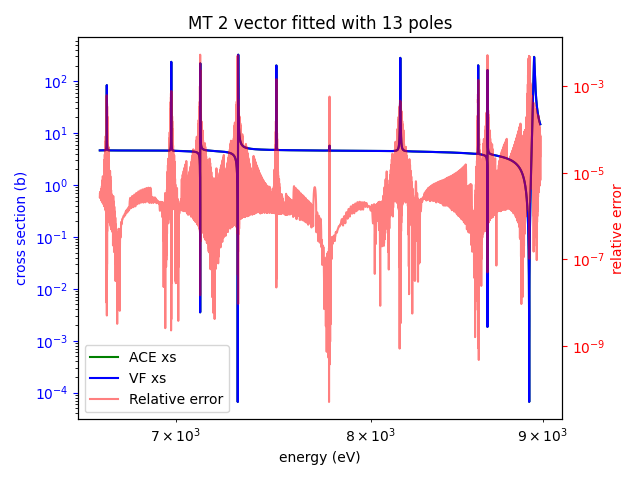 MT 2 vector fitted with 13 poles
cross section (b)
10²
10¹
10⁰
10⁻¹
10⁻²
10⁻³
10⁻⁴
10⁻³
10⁻⁵
10⁻⁷
10⁻⁹
relative error
ACE xs
VF xs
Relative error
7 × 10³
8 × 10³
9 × 10³
energy (eV)